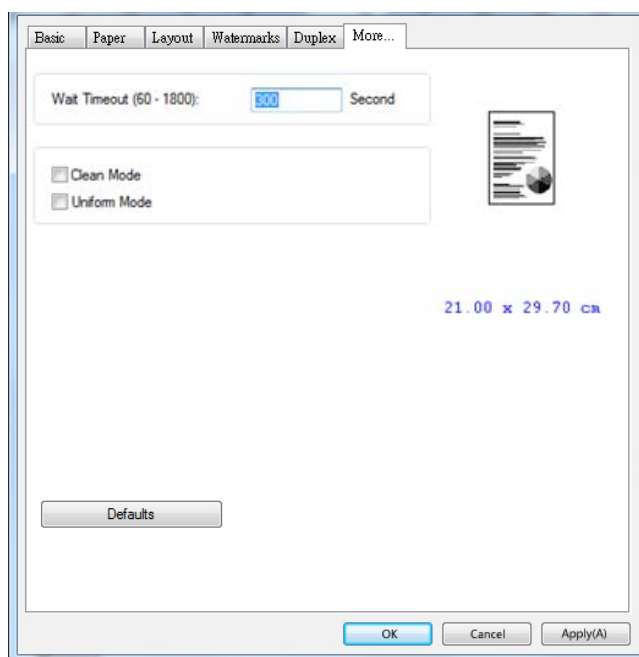 Basic Paper Layout Watermarks Duplex More...
Wait Timeout (60 - 1800): 300 Second
Clean Mode
Uniform Mode
21.00 x 29.70 cm
Defaults
OK Cancel Apply(A)